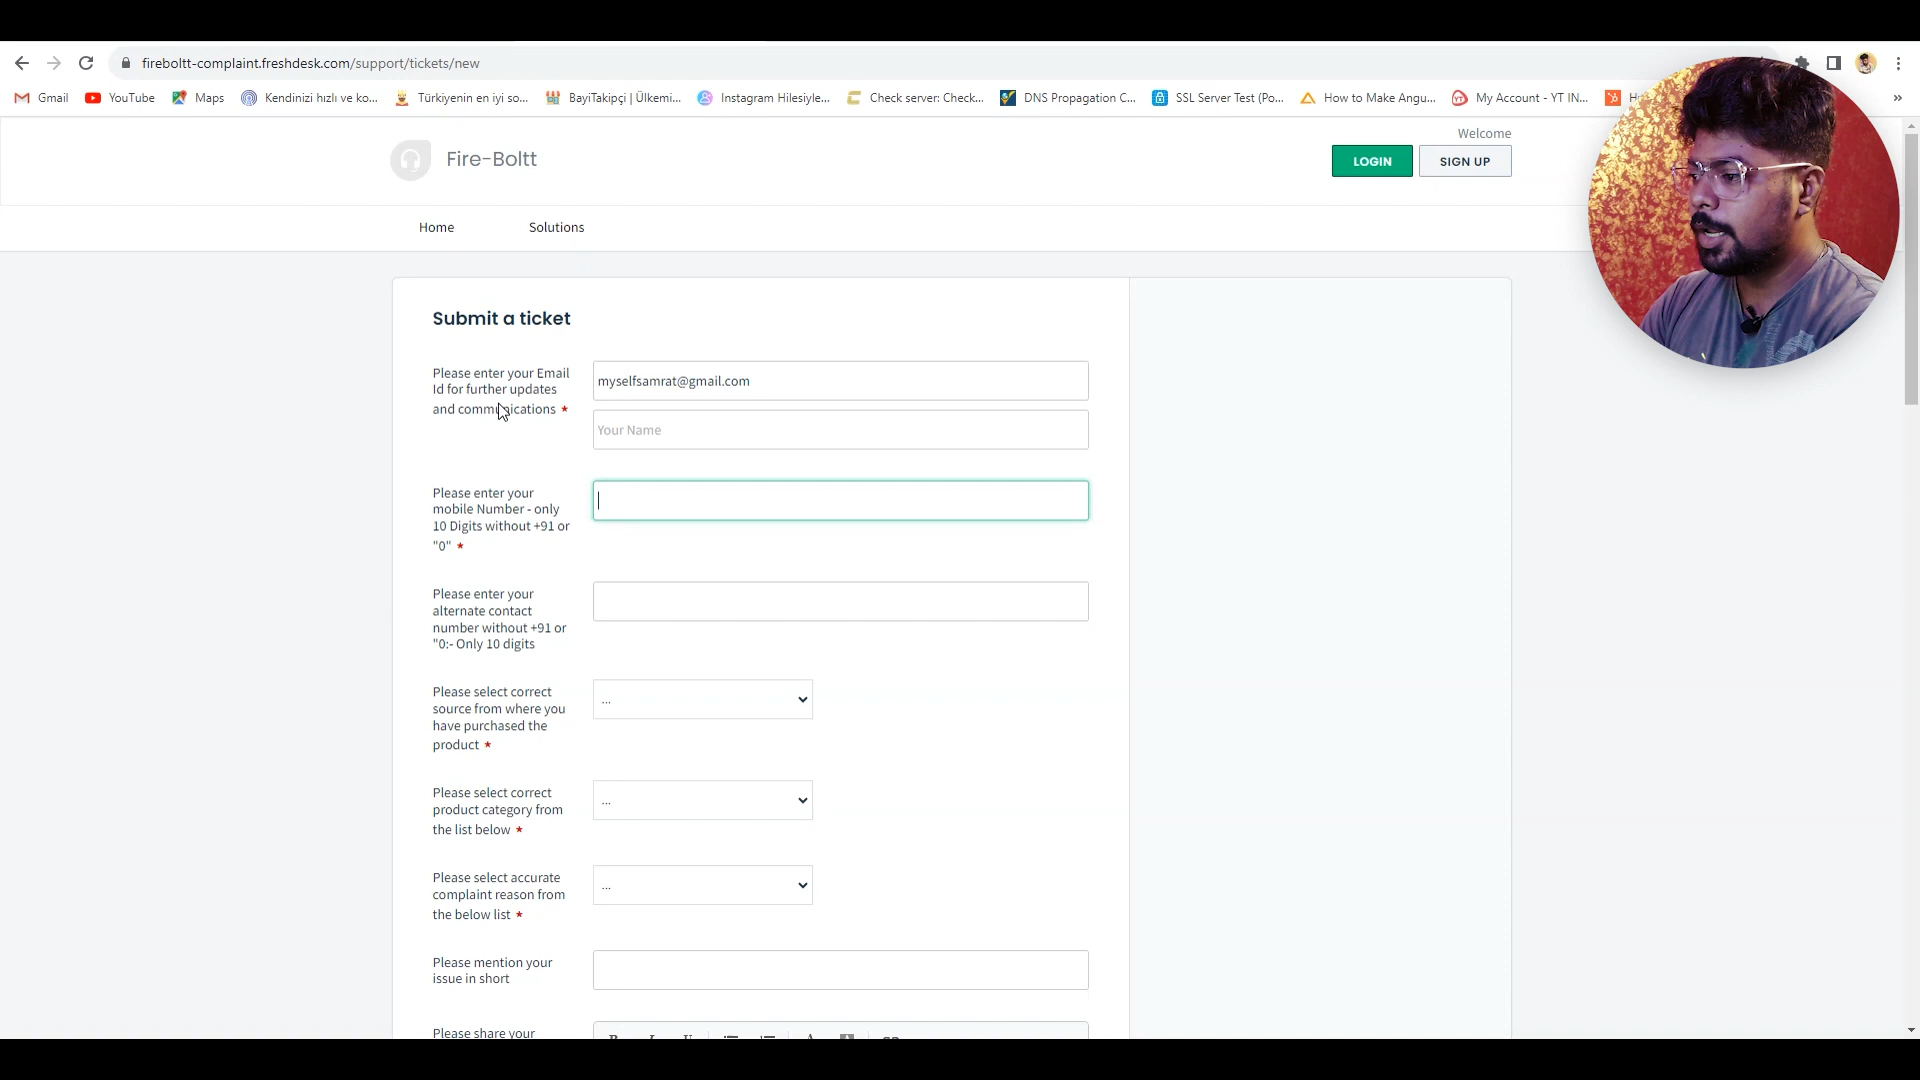 fireboltt-complaint.freshdesk.com/support/tickets/new
Gmail YouTube Maps Kendinizi hızlı ve ko... Türkiyenin en iyi so... BayiTakipçi | Ülkemi... Instagram Hilesiyle... Check server: Check... DNS Propagation C... SSL Server Test (Po... How to Make Angu... My Account - YT IN... »
Welcome
Fire-Boltt
LOGIN SIGN UP
Home Solutions
Submit a ticket
Please enter your Email
Id for further updates
and communications *
myselfsamrat@gmail.com
Your Name
Please enter your
mobile Number - only
10 Digits without +91 or
"0" *
Please enter your
alternate contact
number without +91 or
"0:- Only 10 digits
Please select correct
source from where you
have purchased the
product *
...
Please select correct
product category from
the list below *
...
Please select accurate
complaint reason from
the below list *
...
Please mention your
issue in short
Please share your